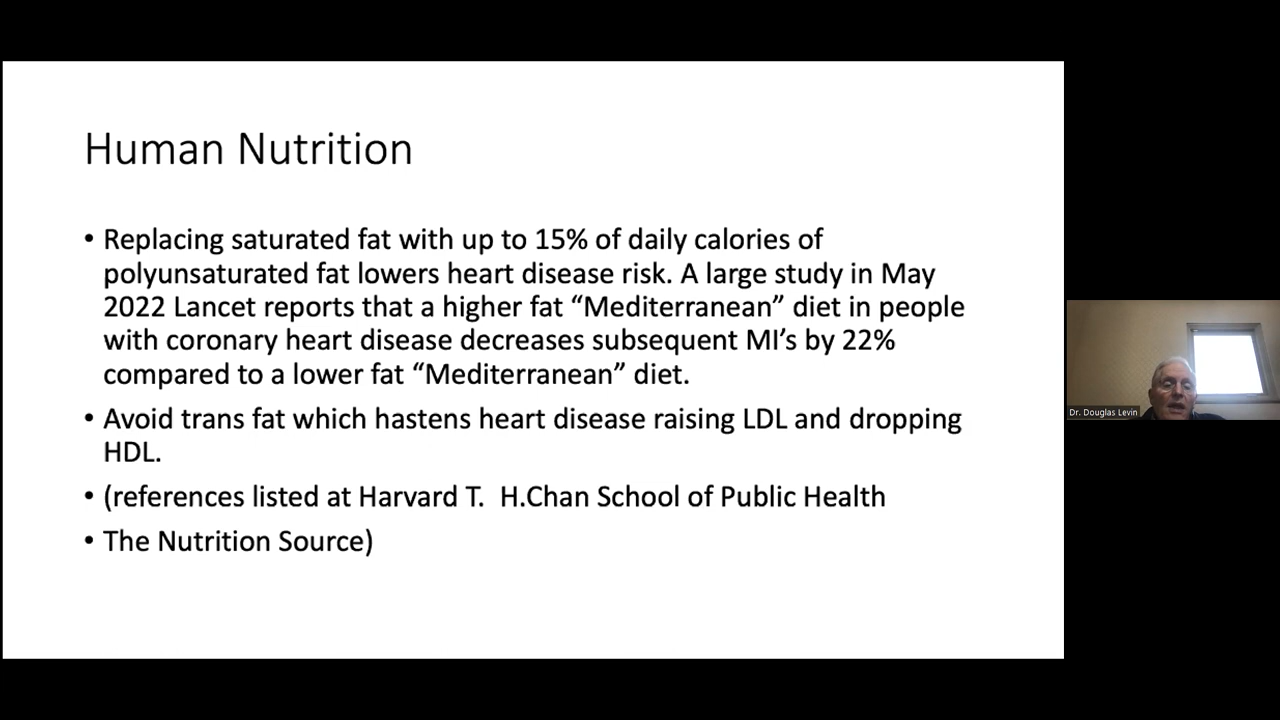 Human Nutrition
• Replacing saturated fat with up to 15% of daily calories of
polyunsaturated fat lowers heart disease risk. A large study in May
2022 Lancet reports that a higher fat “Mediterranean” diet in people
with coronary heart disease decreases subsequent MI’s by 22%
compared to a lower fat “Mediterranean” diet.
• Avoid trans fat which hastens heart disease raising LDL and dropping
HDL.
• (references listed at Harvard T.  H.Chan School of Public Health
• The Nutrition Source)
Dr. Douglas Levin